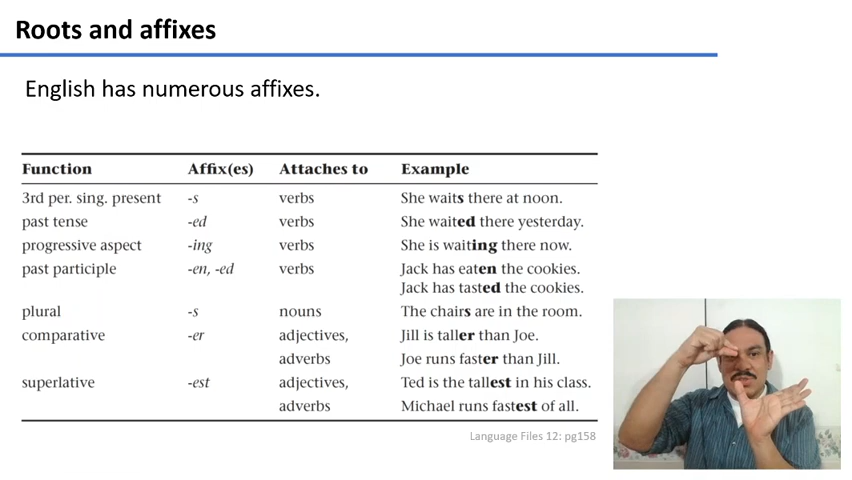 Roots and affixes
English has numerous affixes.
Function Affix(es) Attaches to Example
3rd per. sing. present -s verbs She waits there at noon.
past tense -ed verbs She waited there yesterday.
progressive aspect -ing verbs She is waiting there now.
past participle -en, -ed verbs Jack has eaten the cookies.
Jack has tasted the cookies.
plural -s nouns The chairs are in the room.
comparative -er adjectives, Jill is taller than Joe.
adverbs Joe runs faster than Jill.
superlative -est adjectives, Ted is the tallest in his class.
adverbs Michael runs fastest of all.
Language Files 12: pg158